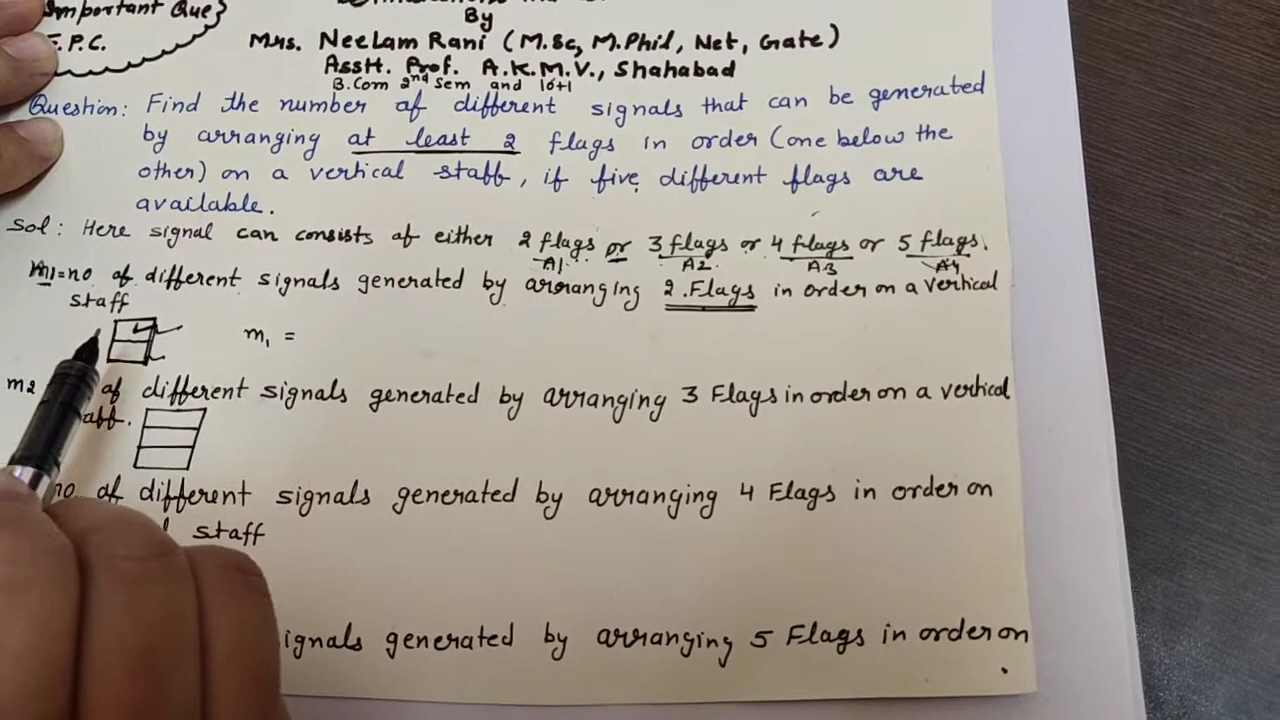 Important Que
F.P.C.
By
Mrs. Neelam Rani (M.Sc, M.Phil, Net, Gate)
Asstt. Prof. A.K.M.V., Shahabad
B.Com 2nd Sem and 10+1
Question: Find the number of different signals that can be generated
by arranging at least 2 flags in order (one below the
other) on a vertical staff, if five different flags are
available.
Sol: Here signal can consists of either 2 flags or 3 flags or 4 flags or 5 flags.
A1 A2 A3 A4
m1=no of different signals generated by arranging 2 Flags in order on a vertical
staff
m1 =
m2 of different signals generated by arranging 3 Flags in order on a vertical
aff.
no. of different signals generated by arranging 4 Flags in order on
staff
ignals generated by arranging 5 Flags in order on